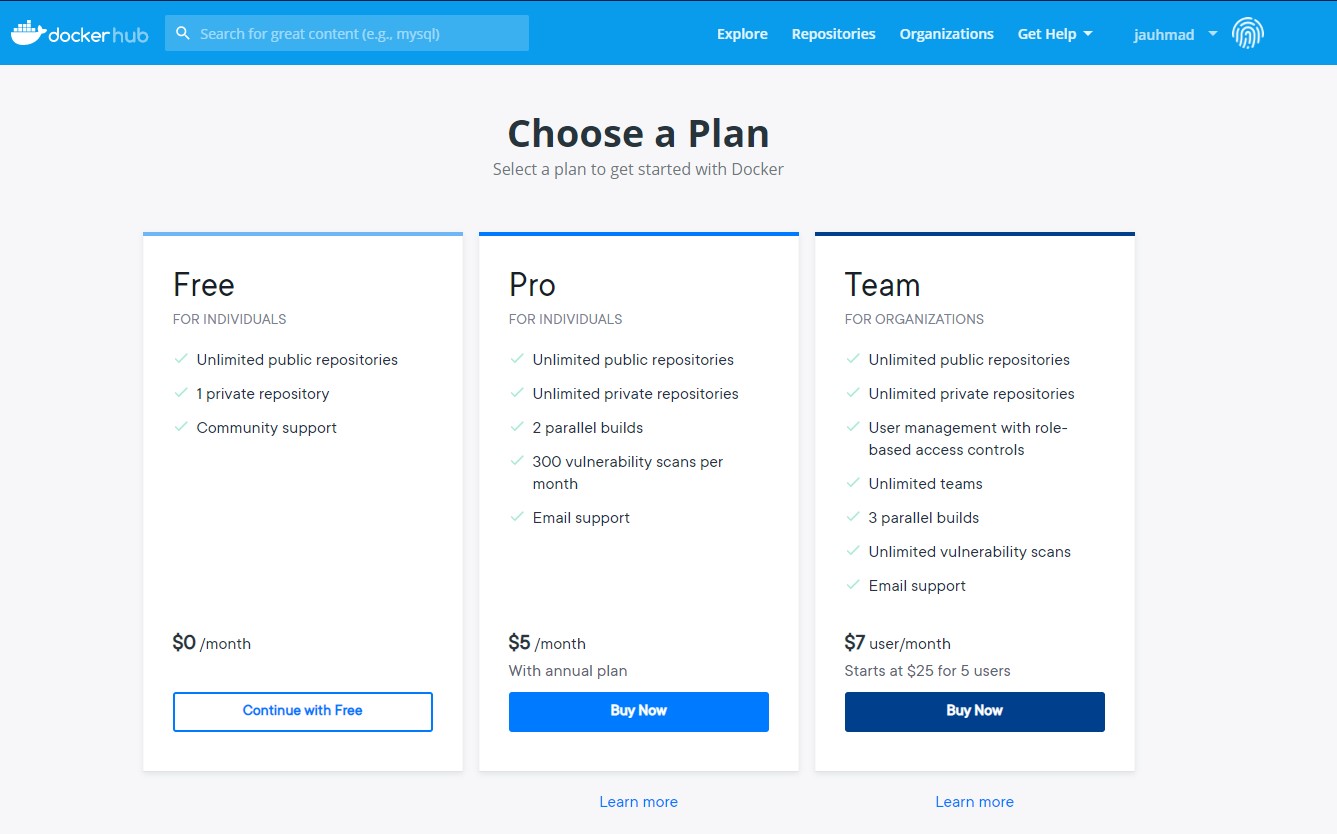 docker hub
Search for great content (e.g., mysql)
Explore
Repositories
Organizations
Get Help
jauhmad
Choose a Plan
Select a plan to get started with Docker
Free
FOR INDIVIDUALS
Unlimited public repositories
1 private repository
Community support
$0 /month
Continue with Free
Pro
FOR INDIVIDUALS
Unlimited public repositories
Unlimited private repositories
2 parallel builds
300 vulnerability scans per
month
Email support
$5 /month
With annual plan
Buy Now
Learn more
Team
FOR ORGANIZATIONS
Unlimited public repositories
Unlimited private repositories
User management with role-
based access controls
Unlimited teams
3 parallel builds
Unlimited vulnerability scans
Email support
$7 user/month
Starts at $25 for 5 users
Buy Now
Learn more